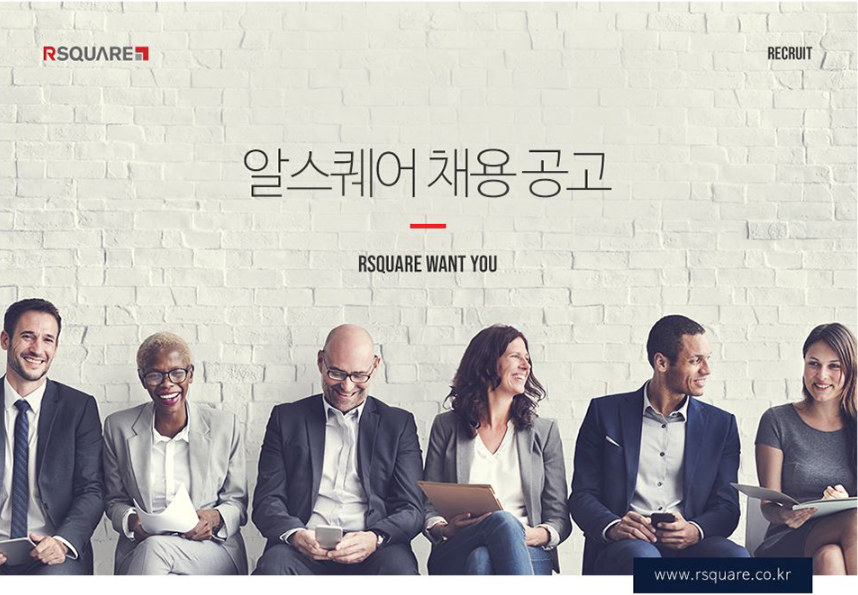 RSQUARE
RECRUIT
알스퀘어 채용 공고
RSQUARE WANT YOU
www.rsquare.co.kr